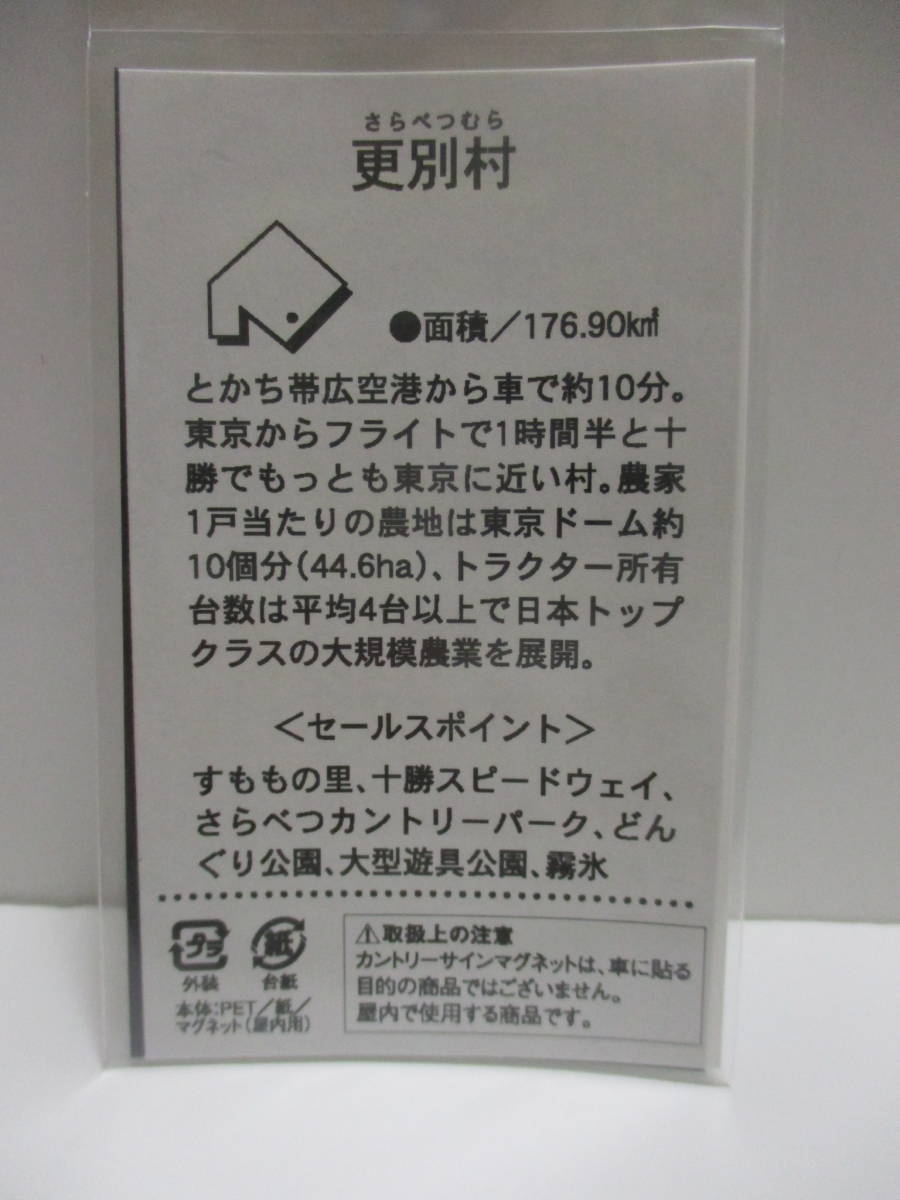 さらべつむら
更別村
●面積／176.90k㎡
とかち帯広空港から車で約10分。
東京からフライトで1時間半と十
勝でもっとも東京に近い村。農家
1戸当たりの農地は東京ドーム約
10個分(44.6ha)、トラクター所有
台数は平均4台以上で日本トップ
クラスの大規模農業を展開。
＜セールスポイント＞
すももの里、十勝スピードウェイ、
さらべつカントリーパーク、どん
ぐり公園、大型遊具公園、霧氷
プラ
外装
紙
台紙
本体:PET／紙／
マグネット(屋内用)
⚠取扱上の注意
カントリーサインマグネットは、車に貼る
目的の商品ではございません。
屋内で使用する商品です。